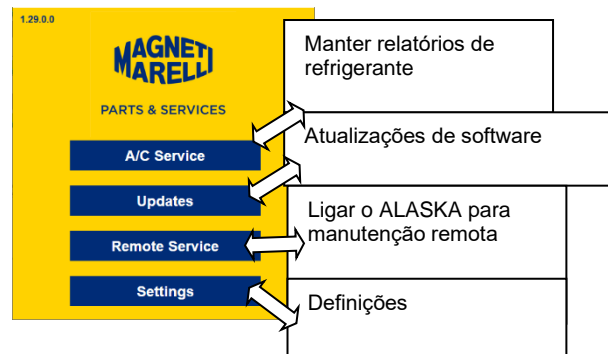 1.29.0.0
MAGNETI
MARELLI
PARTS & SERVICES
A/C Service
Updates
Remote Service
Settings
Manter relatórios de
refrigerante
Atualizações de software
Ligar o ALASKA para
manutenção remota
Definições